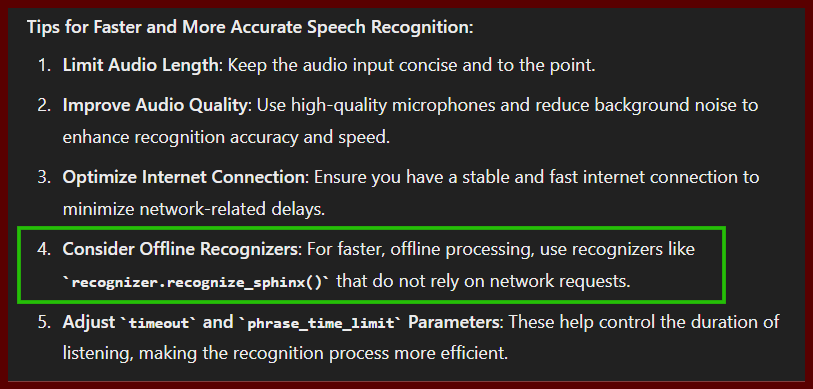 Tips for Faster and More Accurate Speech Recognition:
1. Limit Audio Length: Keep the audio input concise and to the point.
2. Improve Audio Quality: Use high-quality microphones and reduce background noise to
enhance recognition accuracy and speed.
3. Optimize Internet Connection: Ensure you have a stable and fast internet connection to
minimize network-related delays.
4. Consider Offline Recognizers: For faster, offline processing, use recognizers like
`recognizer.recognize_sphinx()` that do not rely on network requests.
5. Adjust `timeout` and `phrase_time_limit` Parameters: These help control the duration of
listening, making the recognition process more efficient.